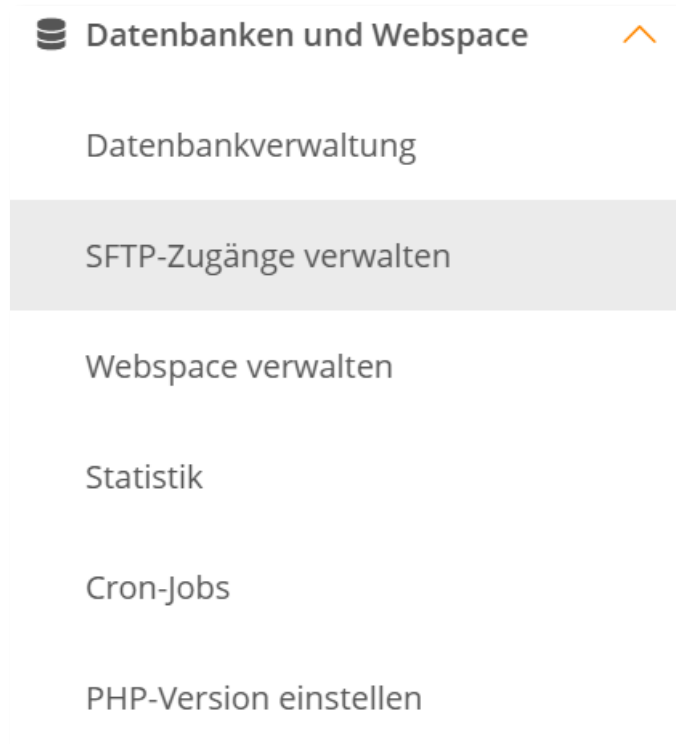 Datenbanken und Webspace
Datenbankverwaltung
SFTP-Zugänge verwalten
Webspace verwalten
Statistik
Cron-Jobs
PHP-Version einstellen